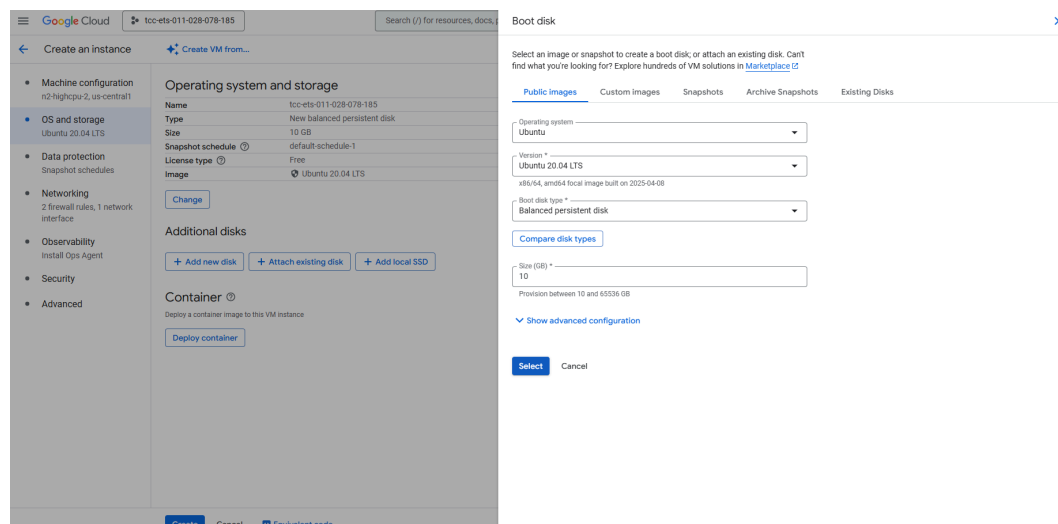 Google Cloud
tcc-ets-011-028-078-185
Search (/) for resources, docs, p
Create an instance
Create VM from...
Machine configuration
n2-highcpu-2, us-central1
OS and storage
Ubuntu 20.04 LTS
Data protection
Snapshot schedules
Networking
2 firewall rules, 1 network
interface
Observability
Install Ops Agent
Security
Advanced
Operating system and storage
Name tcc-ets-011-028-078-185
Type New balanced persistent disk
Size 10 GB
Snapshot schedule default-schedule-1
License type Free
Image Ubuntu 20.04 LTS
Change
Additional disks
+ Add new disk
+ Attach existing disk
+ Add local SSD
Container
Deploy a container image to this VM instance
Deploy container
Create Cancel Equivalent code
Boot disk
Select an image or snapshot to create a boot disk; or attach an existing disk. Can't
find what you're looking for? Explore hundreds of VM solutions in Marketplace
Public images Custom images Snapshots Archive Snapshots Existing Disks
Operating system
Ubuntu
Version *
Ubuntu 20.04 LTS
x86/64, amd64 focal image built on 2025-04-08
Boot disk type *
Balanced persistent disk
Compare disk types
Size (GB) *
10
Provision between 10 and 65536 GB
Show advanced configuration
Select Cancel